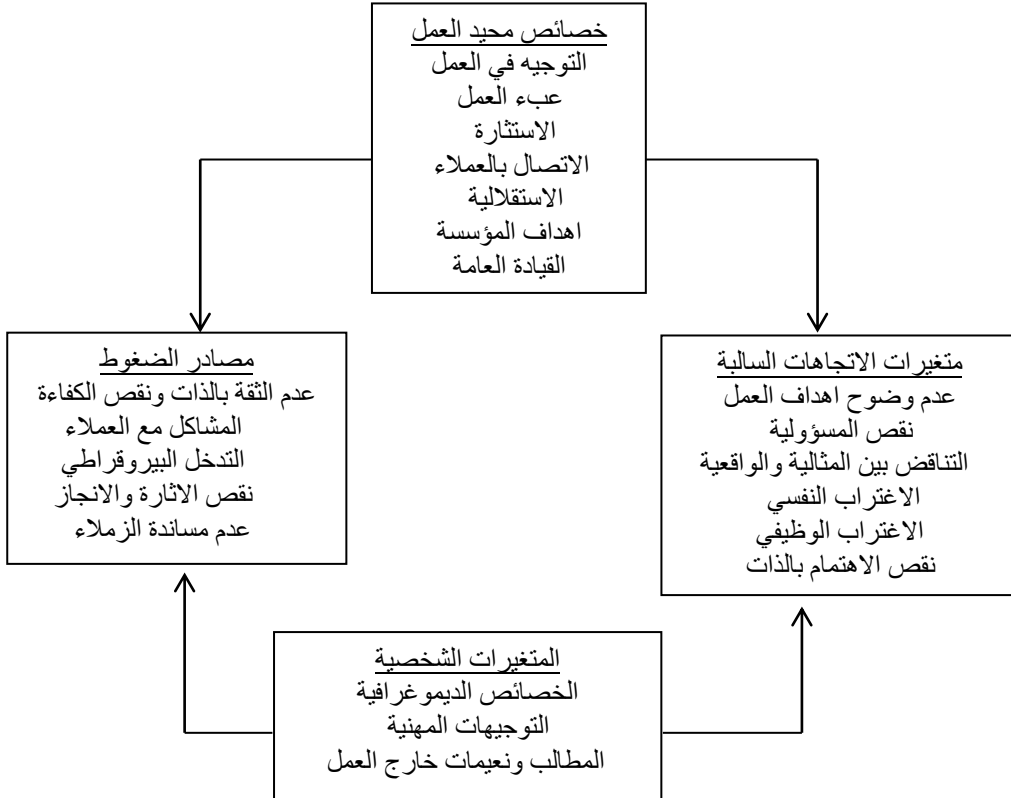 خصائص محيد العمل
التوجيه في العمل
عبء العمل
الاستثارة
الاتصال بالعملاء
الاستقلالية
اهداف المؤسسة
القيادة العامة
متغيرات الاتجاهات السالبة
عدم وضوح اهداف العمل
نقص المسؤولية
التناقض بين المثالية والواقعية
الاغتراب النفسي
الاغتراب الوظيفي
نقص الاهتمام بالذات
مصادر الضغوط
عدم الثقة بالذات ونقص الكفاءة
المشاكل مع العملاء
التدخل البيروقراطي
نقص الاثارة والانجاز
عدم مساندة الزملاء
المتغيرات الشخصية
الخصائص الديموغرافية
التوجيهات المهنية
المطالب ونعيمات خارج العمل